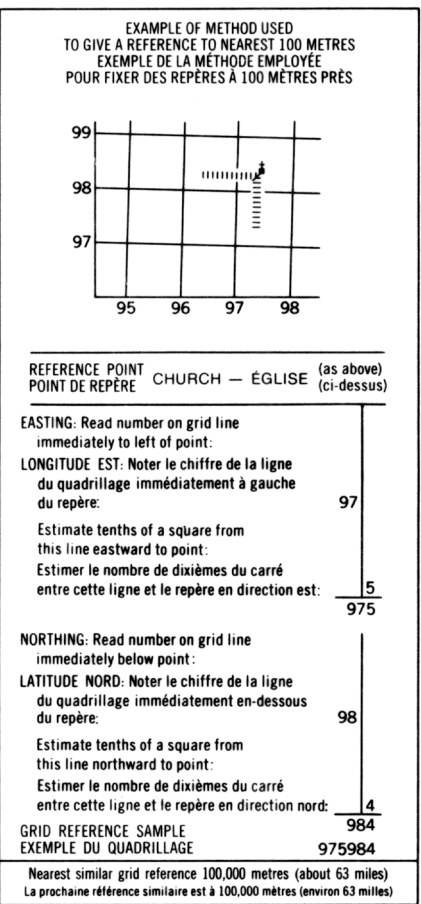 EXAMPLE OF METHOD USED
TO GIVE A REFERENCE TO NEAREST 100 METRES
EXEMPLE DE LA MÉTHODE EMPLOYÉE
POUR FIXER DES REPÈRES À 100 MÈTRES PRÈS
99
98
97
95 96 97 98
REFERENCE POINT
POINT DE REPÈRE CHURCH — ÉGLISE (as above)
(ci-dessus)
EASTING: Read number on grid line
immediately to left of point:
LONGITUDE EST: Noter le chiffre de la ligne
du quadrillage immédiatement à gauche
du repère: 97
Estimate tenths of a square from
this line eastward to point:
Estimer le nombre de dixièmes du carré
entre cette ligne et le repère en direction est: 5
975
NORTHING: Read number on grid line
immediately below point:
LATITUDE NORD: Noter le chiffre de la ligne
du quadrillage immédiatement en-dessous
du repère: 98
Estimate tenths of a square from
this line northward to point:
Estimer le nombre de dixièmes du carré
entre cette ligne et le repère en direction nord: 4
GRID REFERENCE SAMPLE 984
EXEMPLE DU QUADRILLAGE 975984
Nearest similar grid reference 100,000 metres (about 63 miles)
La prochaine référence similaire est à 100,000 mètres (environ 63 milles)